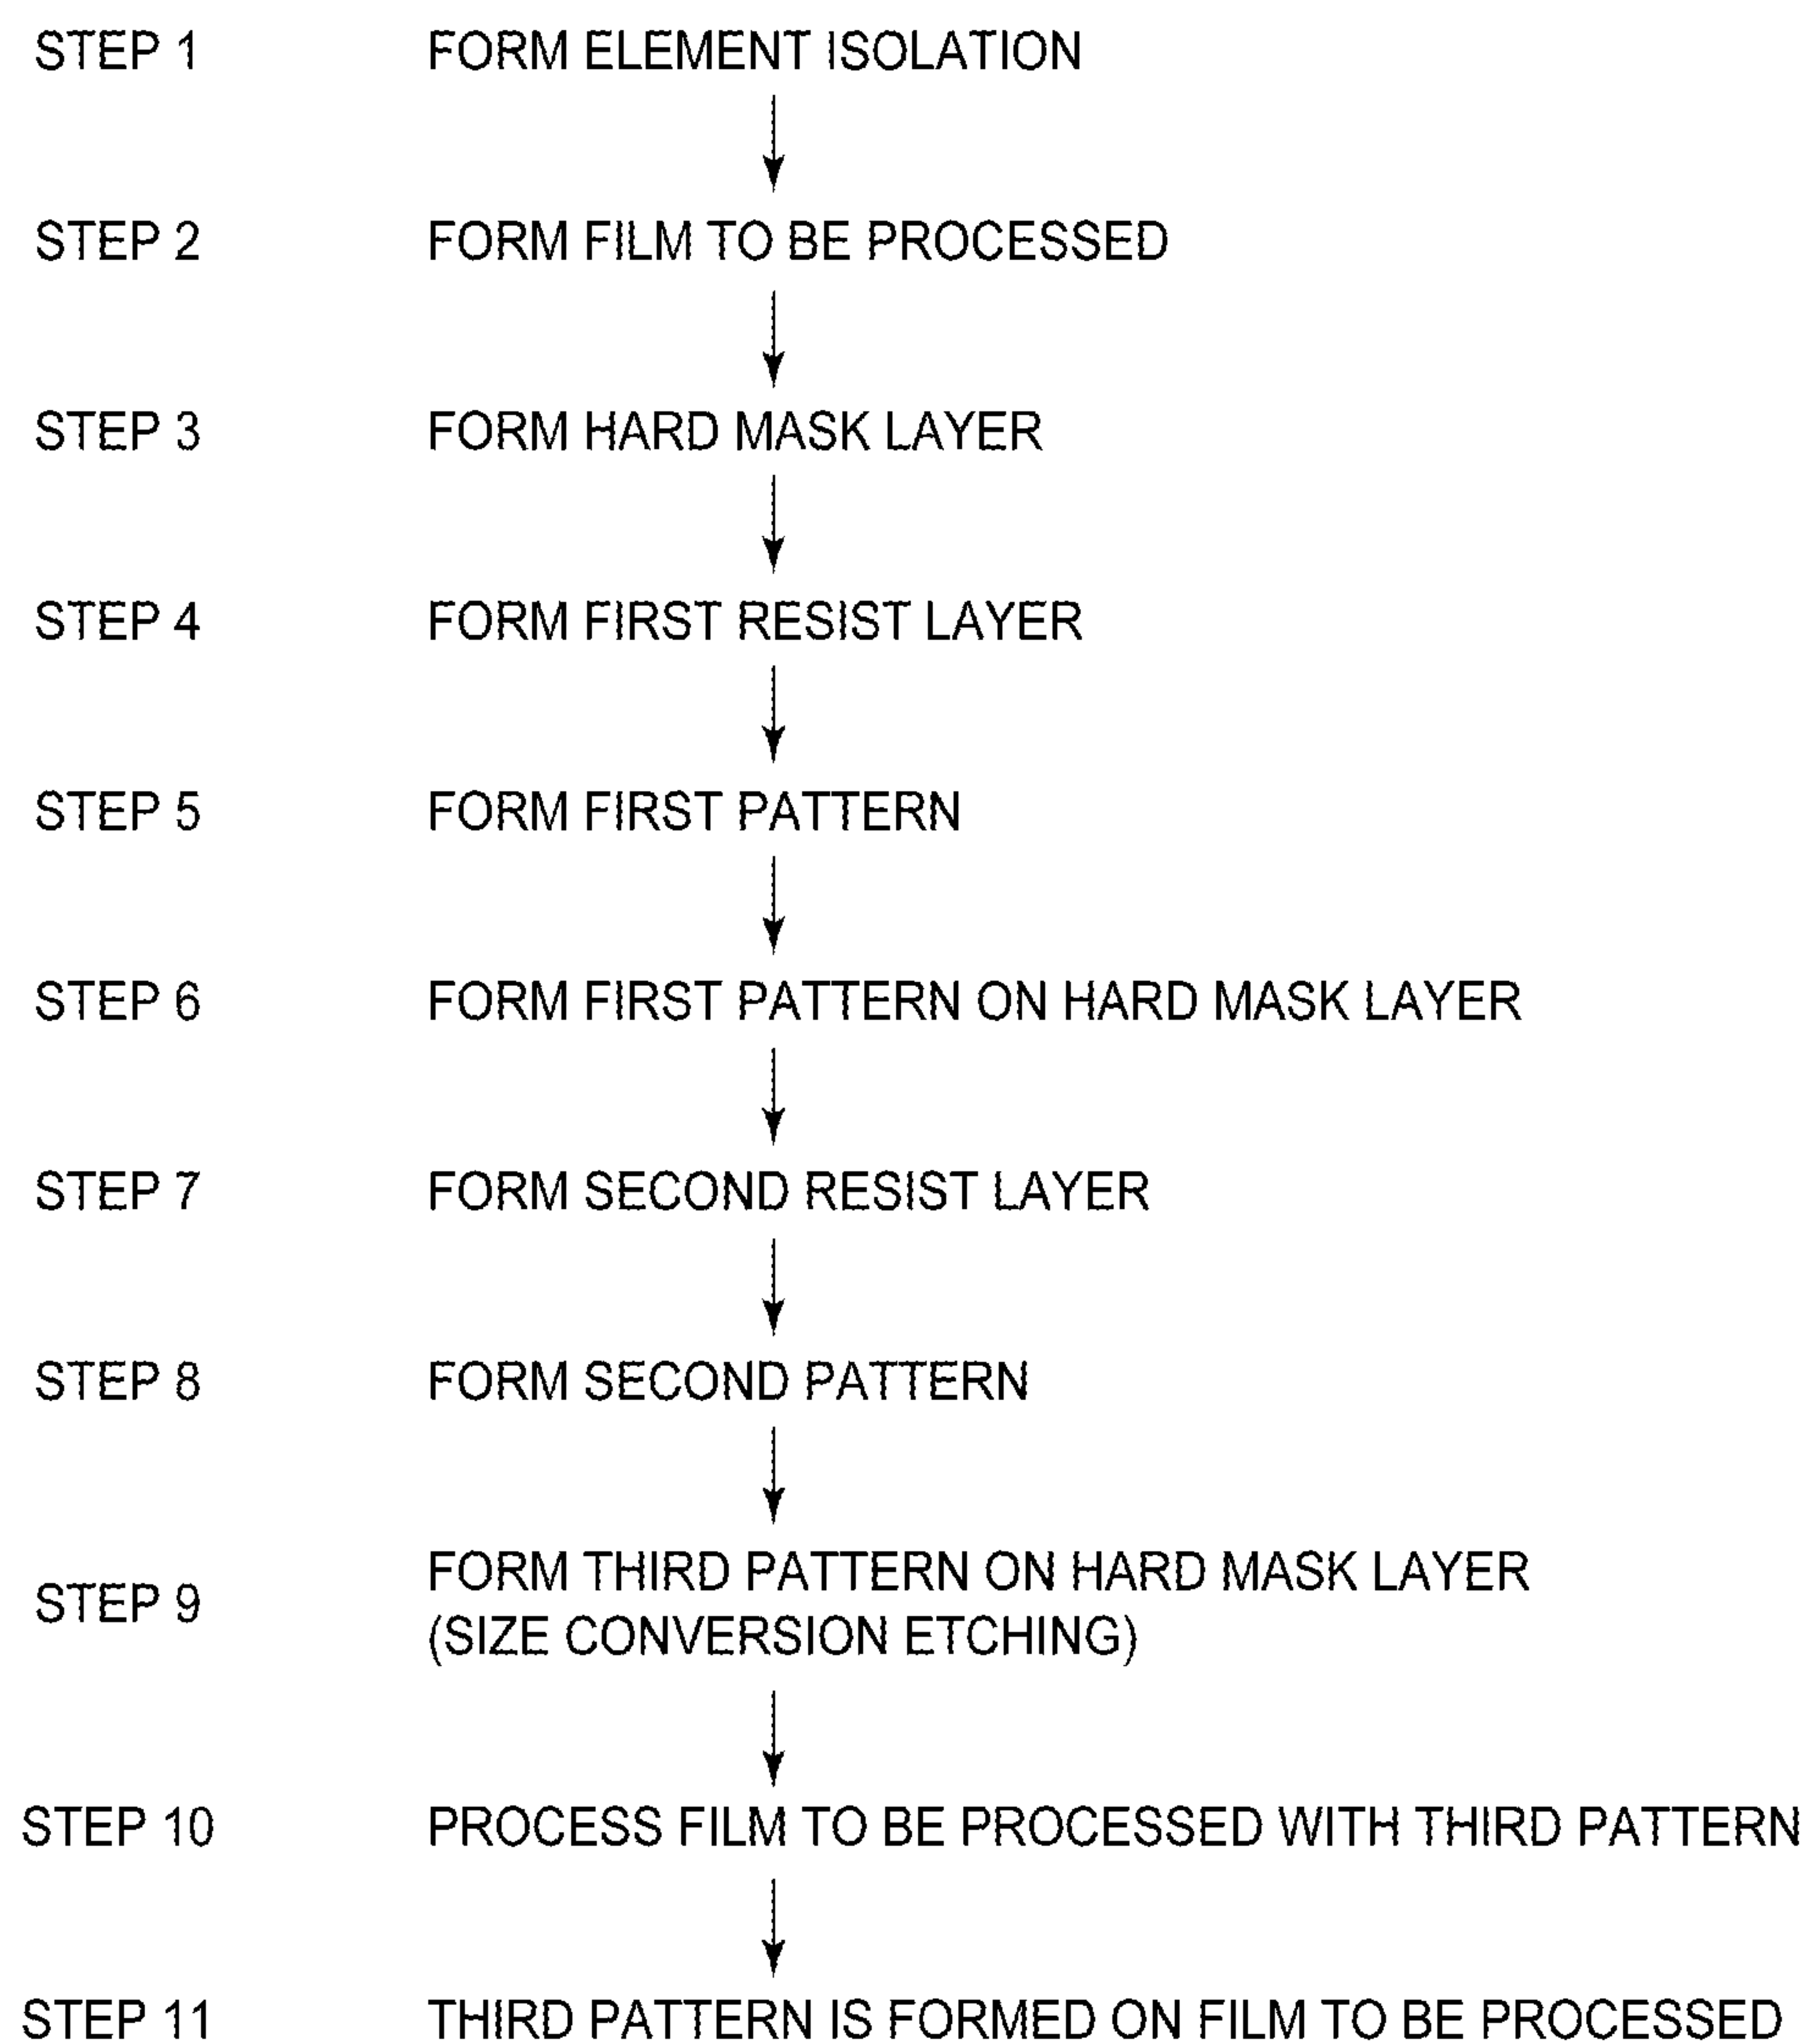 STEP 1 FORM ELEMENT ISOLATION
STEP 2 FORM FILM TO BE PROCESSED
STEP 3 FORM HARD MASK LAYER
STEP 4 FORM FIRST RESIST LAYER
STEP 5 FORM FIRST PATTERN
STEP 6 FORM FIRST PATTERN ON HARD MASK LAYER
STEP 7 FORM SECOND RESIST LAYER
STEP 8 FORM SECOND PATTERN
STEP 9 FORM THIRD PATTERN ON HARD MASK LAYER
(SIZE CONVERSION ETCHING)
STEP 10 PROCESS FILM TO BE PROCESSED WITH THIRD PATTERN
STEP 11 THIRD PATTERN IS FORMED ON FILM TO BE PROCESSED